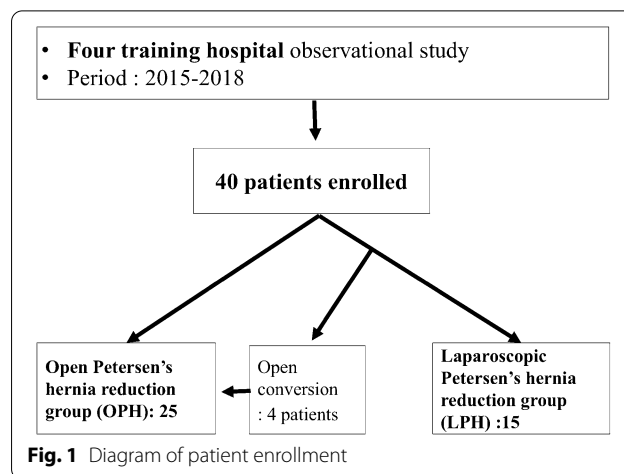 • Four training hospital observational study
• Period : 2015-2018
40 patients enrolled
Open Petersen's
hernia reduction
group (OPH): 25
Open
conversion
: 4 patients
Laparoscopic
Petersen's hernia
reduction group
(LPH) :15
Fig. 1 Diagram of patient enrollment